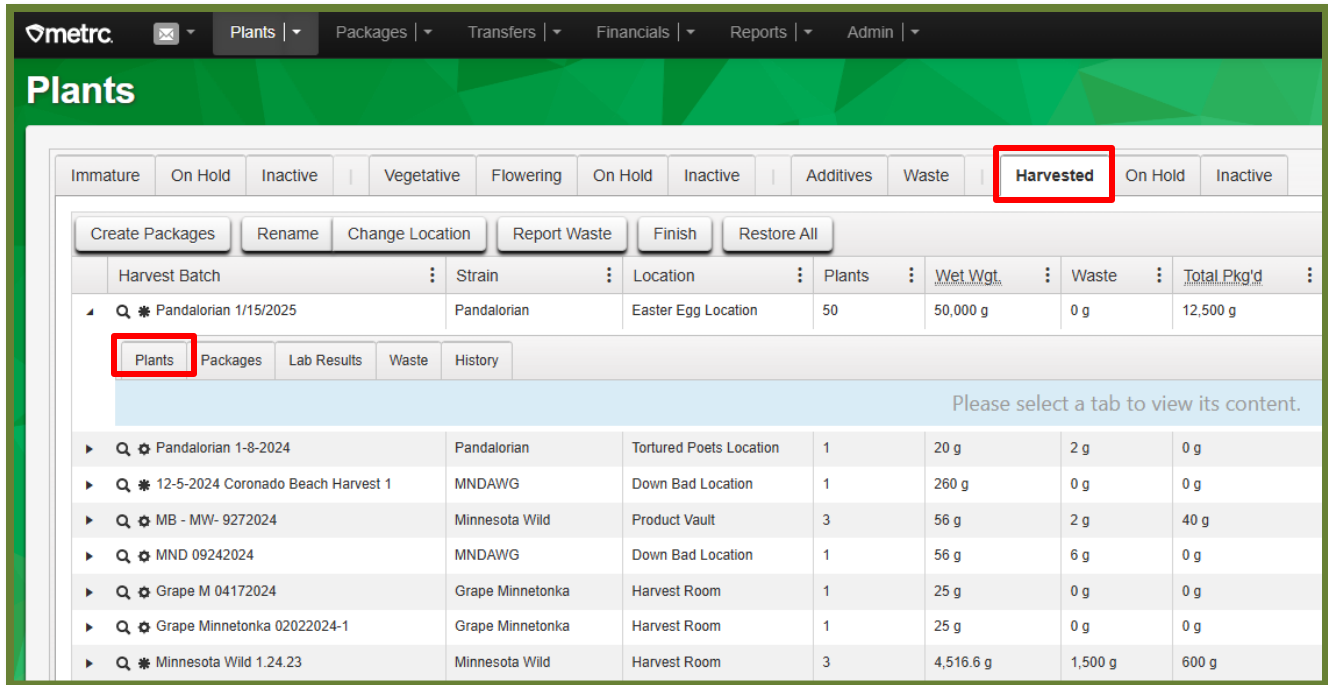 metrc. Plants Packages Transfers Financials Reports Admin
Plants
Immature On Hold Inactive | Vegetative Flowering On Hold Inactive | Additives Waste | Harvested On Hold Inactive
Create Packages Rename Change Location Report Waste Finish Restore All
Harvest Batch Strain Location Plants Wet Wgt. Waste Total Pkg'd
Pandalorian 1/15/2025 Pandalorian Easter Egg Location 50 50,000 g 0 g 12,500 g
Plants Packages Lab Results Waste History
Please select a tab to view its content.
Pandalorian 1-8-2024 Pandalorian Tortured Poets Location 1 20 g 2 g 0 g
12-5-2024 Coronado Beach Harvest 1 MNDAWG Down Bad Location 1 260 g 0 g 0 g
MB - MW- 9272024 Minnesota Wild Product Vault 3 56 g 2 g 40 g
MND 09242024 MNDAWG Down Bad Location 1 56 g 6 g 0 g
Grape M 04172024 Grape Minnetonka Harvest Room 1 25 g 0 g 0 g
Grape Minnetonka 02022024-1 Grape Minnetonka Harvest Room 1 25 g 0 g 0 g
Minnesota Wild 1.24.23 Minnesota Wild Harvest Room 3 4,516.6 g 1,500 g 600 g